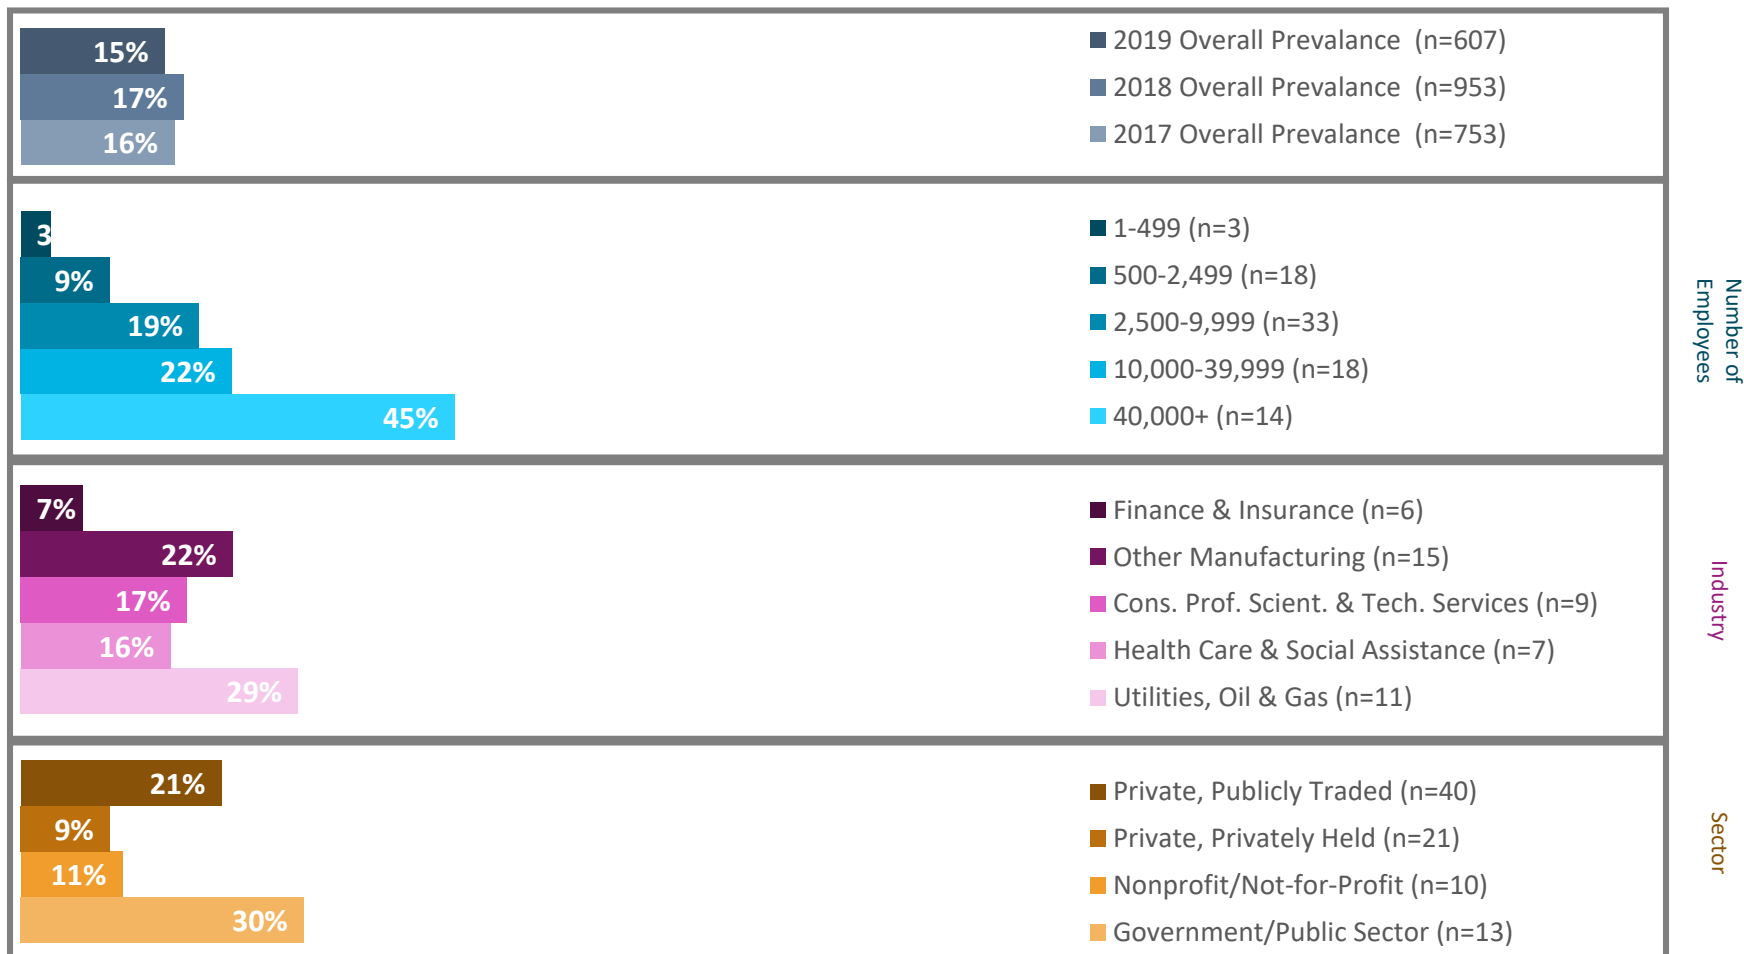 15%
17%
16%
2019 Overall Prevalance (n=607)
2018 Overall Prevalance (n=953)
2017 Overall Prevalance (n=753)
3
9%
19%
22%
45%
1-499 (n=3)
500-2,499 (n=18)
2,500-9,999 (n=33)
10,000-39,999 (n=18)
40,000+ (n=14)
Number of
Employees
7%
22%
17%
16%
29%
Finance & Insurance (n=6)
Other Manufacturing (n=15)
Cons. Prof. Scient. & Tech. Services (n=9)
Health Care & Social Assistance (n=7)
Utilities, Oil & Gas (n=11)
Industry
21%
9%
11%
30%
Private, Publicly Traded (n=40)
Private, Privately Held (n=21)
Nonprofit/Not-for-Profit (n=10)
Government/Public Sector (n=13)
Sector